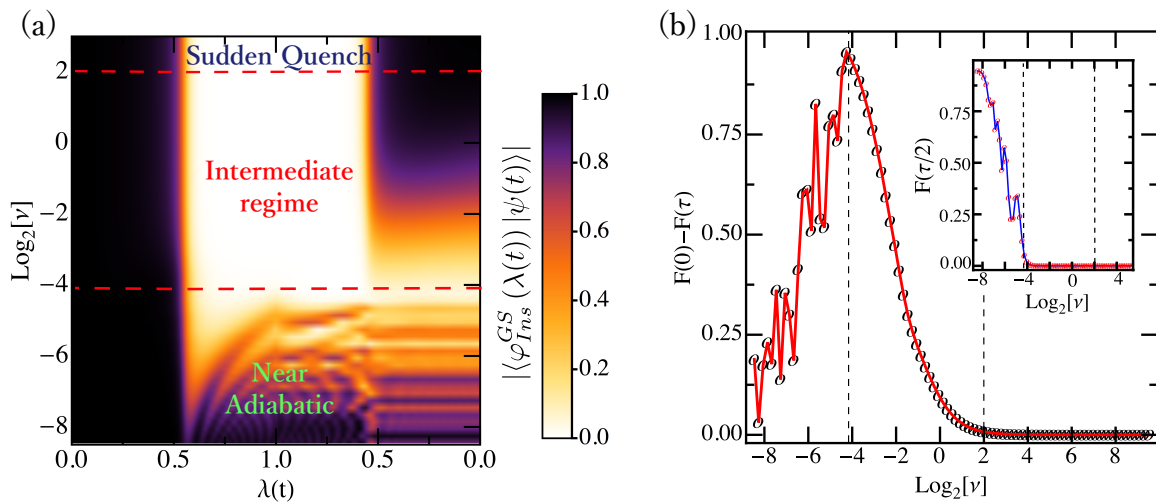 (a)
Sudden Quench
Intermediate
regime
Near
Adiabatic
2
0
−2
−4
−6
−8
Log₂[ν]
0.0
0.5
1.0
0.5
0.0
λ(t)
1.0
0.8
0.6
0.4
0.2
0.0
|⟨φ_{Ins}^{GS}(λ(t))|ψ(t)⟩|
(b)
1.00
0.75
0.50
0.25
0.00
F(0)−F(τ)
−8
−6
−4
−2
0
2
4
6
8
Log₂[ν]
0.75
0.50
0.25
0.00
F(τ/2)
−8
−4
0
4
Log₂[ν]